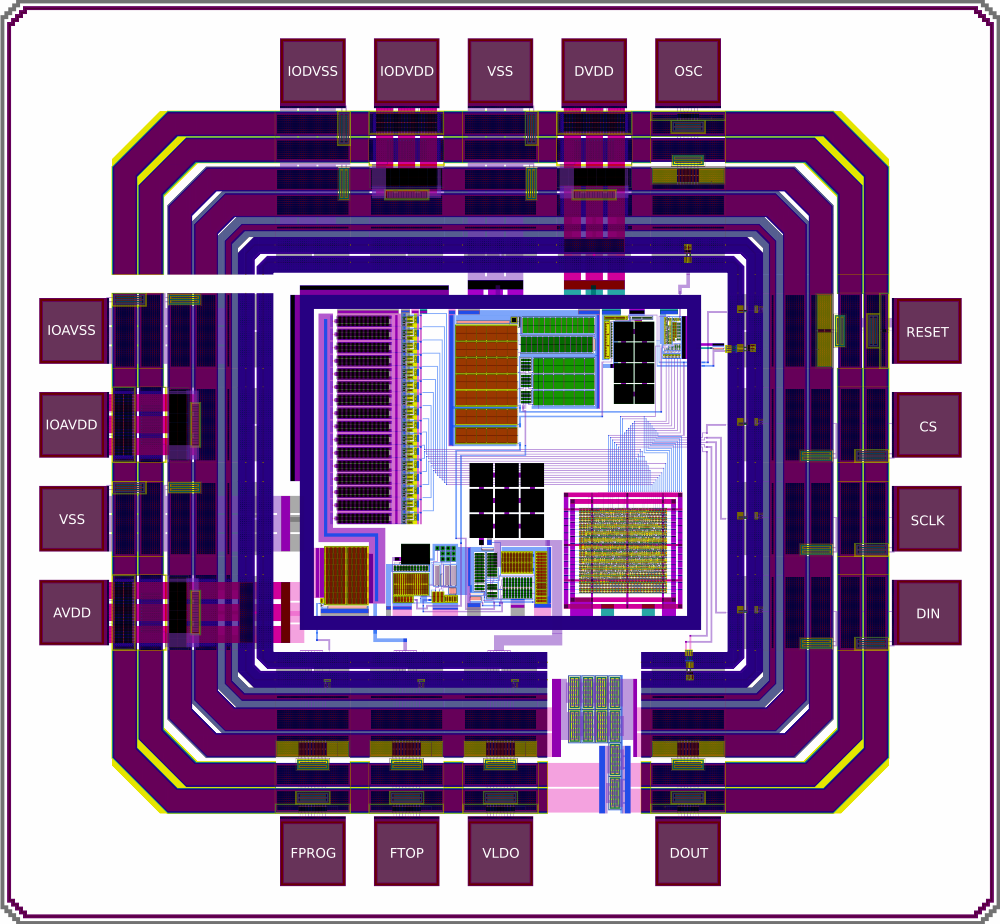 IODVSS
IODVDD
VSS
DVDD
OSC
IOAVSS
RESET
IOAVDD
CS
VSS
SCLK
AVDD
DIN
FPROG
FTOP
VLDO
DOUT